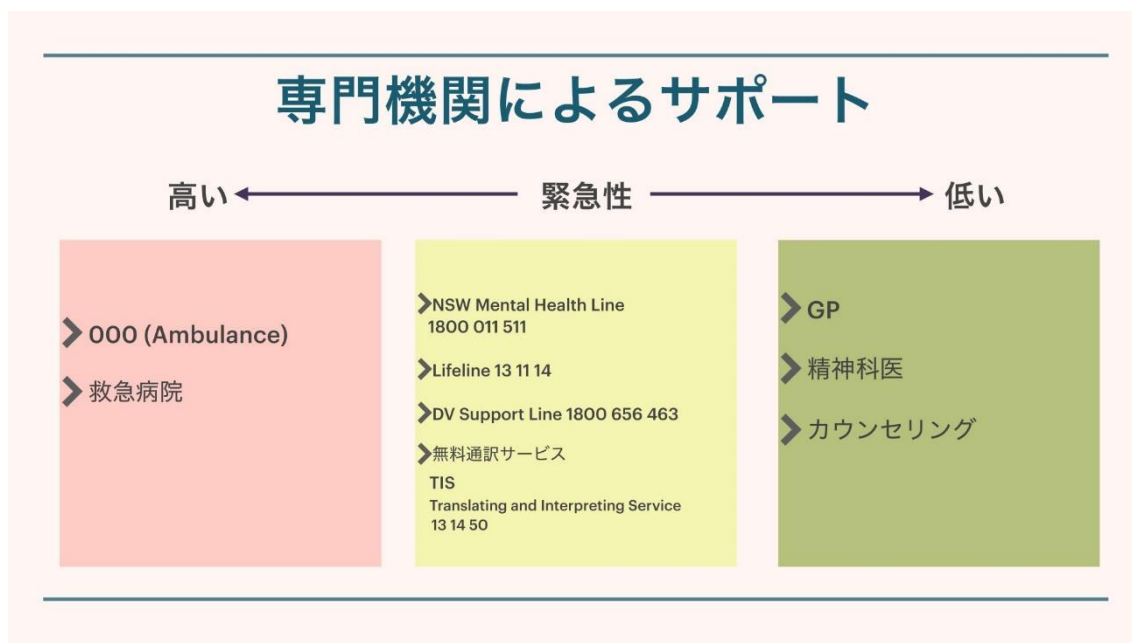 専門機関によるサポート
高い 緊急性 低い
000 (Ambulance)
救急病院
NSW Mental Health Line
1800 011 511
Lifeline 13 11 14
DV Support Line 1800 656 463
無料通訳サービス
TIS
Translating and Interpreting Service
13 14 50
GP
精神科医
カウンセリング